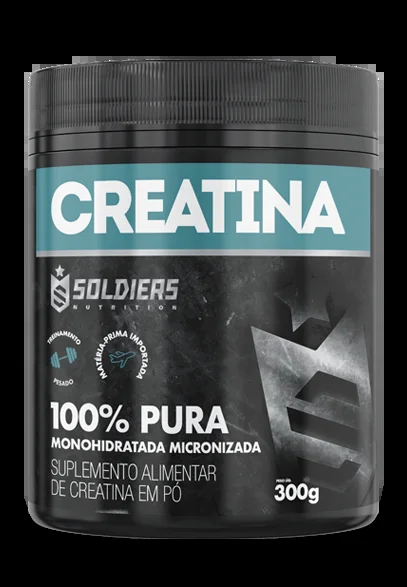 CREATINA
SOLDIERS
NUTRITION
TREINAMENTO
PESADO
MATÉRIA-PRIMA IMPORTADA
100% PURA
MONOHIDRATADA MICRONIZADA
SUPLEMENTO ALIMENTAR
DE CREATINA EM PÓ
300g